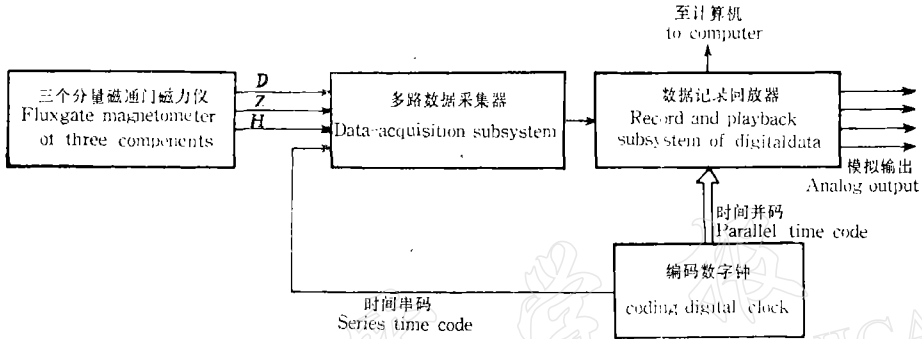 至计算机
to computer
三个分量磁通门磁力仪
Fluxgate magnetometer
of three components
D
Z
H
多路数据采集器
Data-acquisition subsystem
数据记录回放器
Record and playback
subsystem of digitaldata
模拟输出
Analog output
时间并码
Parallel time code
编码数字钟
coding digital clock
时间串码
Series time code
学报